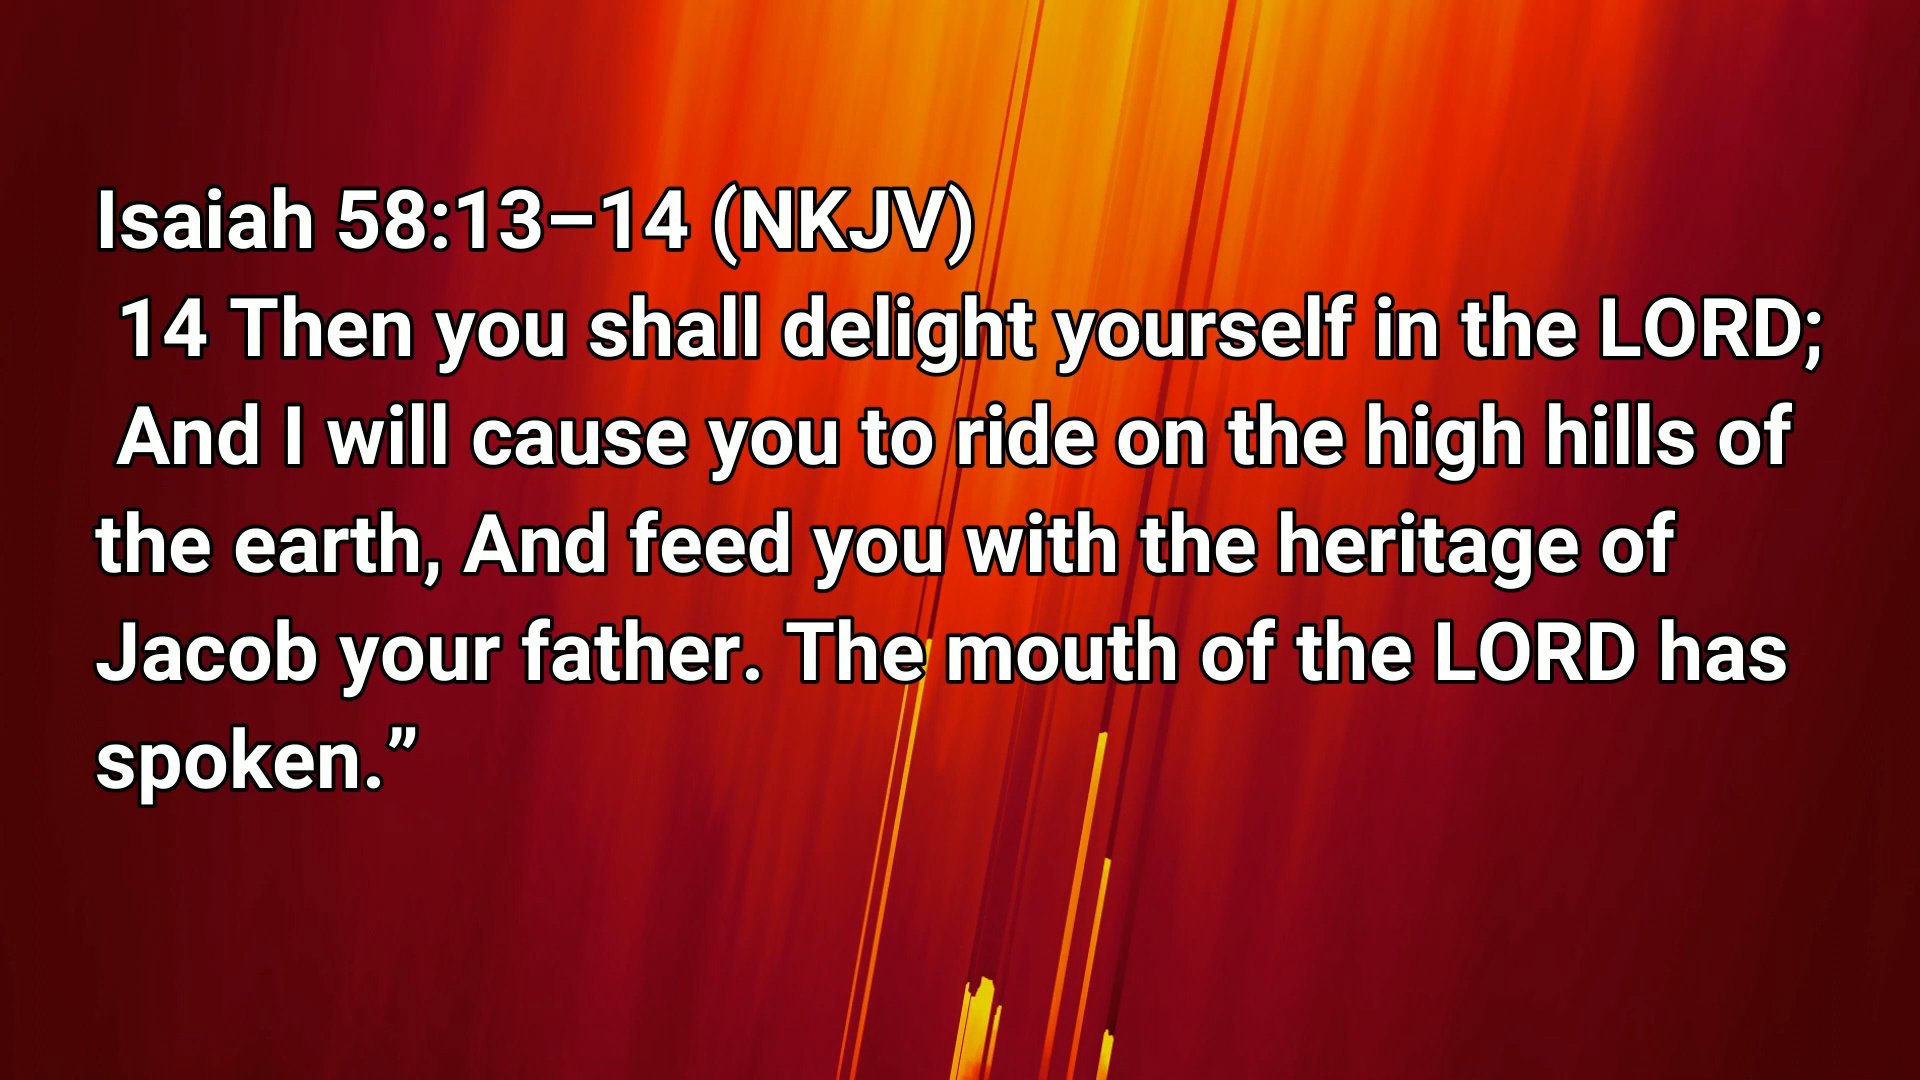 Isaiah 58:13–14 (NKJV)
14 Then you shall delight yourself in the LORD;
And I will cause you to ride on the high hills of
the earth, And feed you with the heritage of
Jacob your father. The mouth of the LORD has
spoken.”